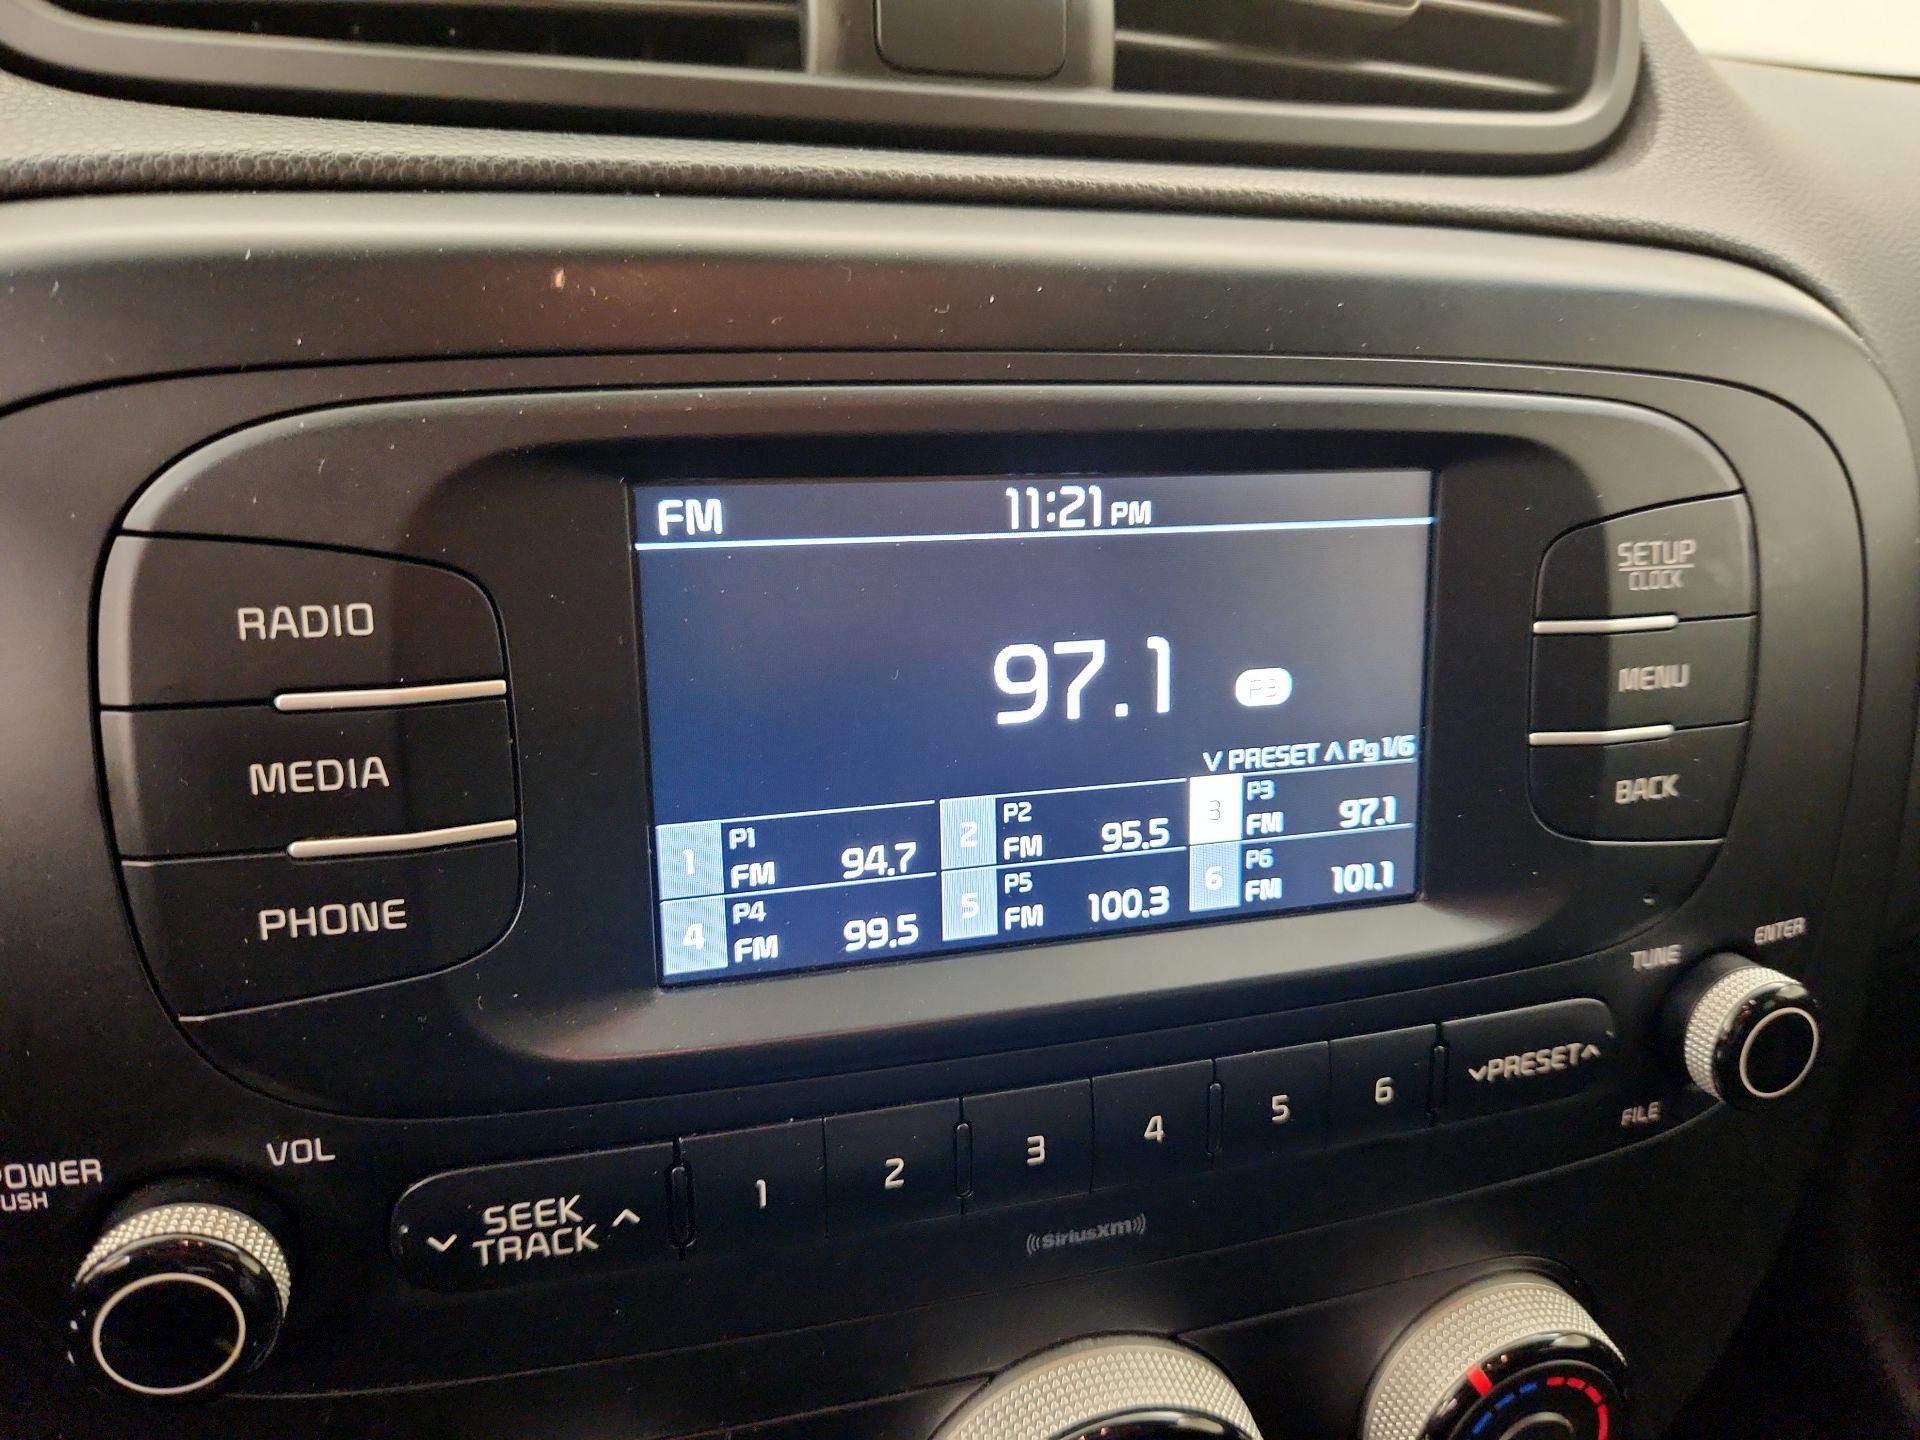 FM 11:21 PM
97.1 P3
V PRESET Λ Pg 1/6
1 P1 FM 94.7
2 P2 FM 95.5
3 P3 FM 97.1
4 P4 FM 99.5
5 P5 FM 100.3
6 P6 FM 101.1
RADIO
MEDIA
PHONE
SETUP
CLOCK
MENU
BACK
TUNE
ENTER
FILE
POWER
VOL
SEEK
TRACK
1 2 3 4 5 6
PRESET
SiriusXM